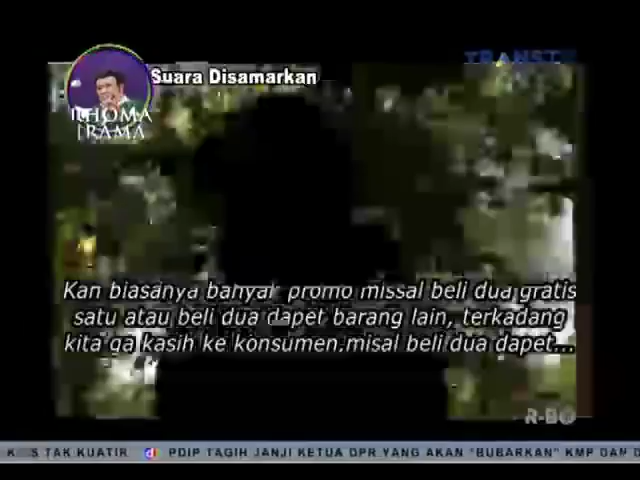 Suara Disamarkan
TRANSTV
RHOMA
IRAMA
Kan biasanya banyak promo missal beli dua gratis
satu atau beli dua dapet barang lain, terkadang
kita ga kasih ke konsumen,misal beli dua dapet...
R-BO
TAK KUATIR PDIP TAGIH JANJI KETUA DPR YANG AKAN "BUBARKAN" KMP DAN